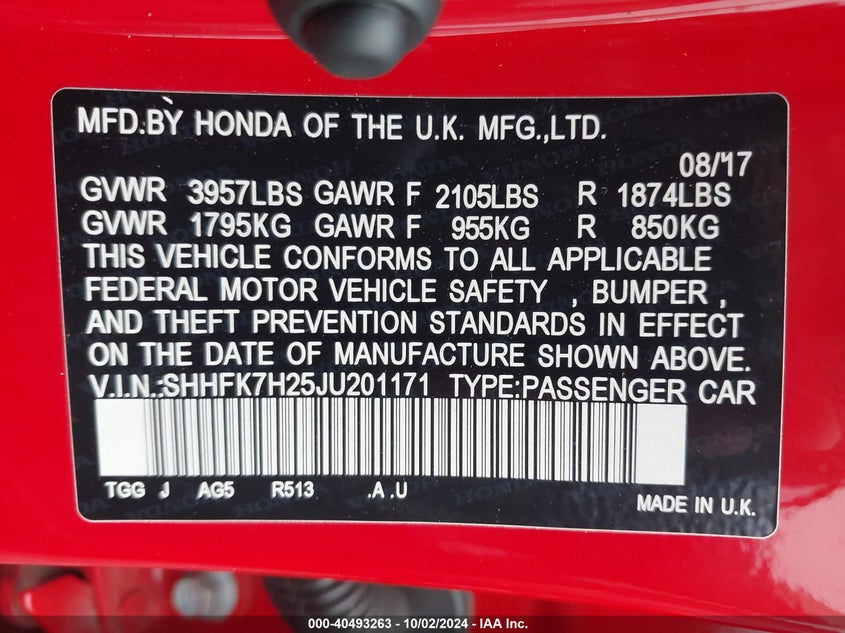 MFD.BY HONDA OF THE U.K. MFG.,LTD.
08/17
GVWR 3957LBS GAWR F 2105LBS R 1874LBS
GVWR 1795KG GAWR F 955KG R 850KG
THIS VEHICLE CONFORMS TO ALL APPLICABLE
FEDERAL MOTOR VEHICLE SAFETY , BUMPER ,
AND THEFT PREVENTION STANDARDS IN EFFECT
ON THE DATE OF MANUFACTURE SHOWN ABOVE.
V.I.N.:SHHFK7H25JU201171 TYPE:PASSENGER CAR
TGG J AG5 R513 .A .U
MADE IN U.K.
000-40493263 - 10/02/2024 - IAA Inc.